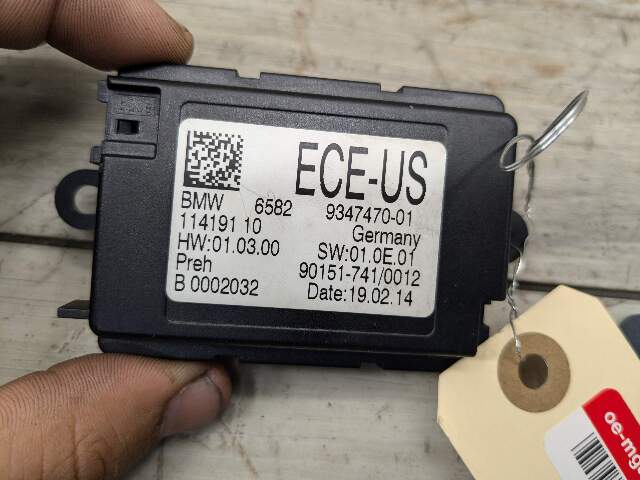 ECE-US
BMW 6582 9347470-01
114191 10 Germany
HW:01.03.00 SW:01.0E.01
Preh 90151-741/0012
B 0002032 Date:19.02.14